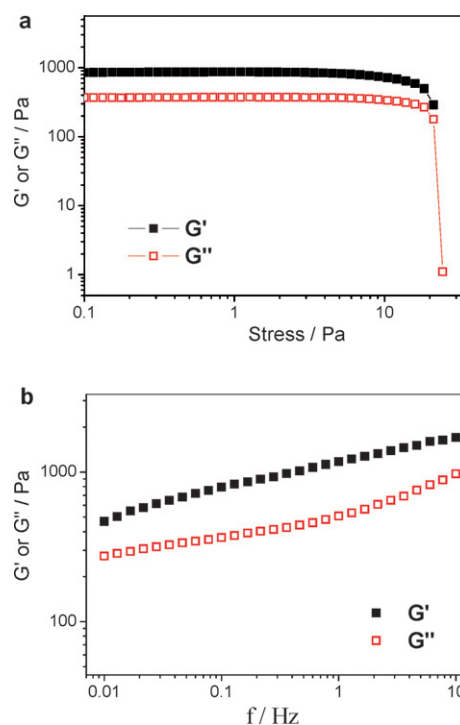 a
G' or G'' / Pa
1000
100
10
1
0.1
1
10
Stress / Pa
G'
G''
b
G' or G'' / Pa
1000
100
0.01
0.1
1
10
f / Hz
G'
G''